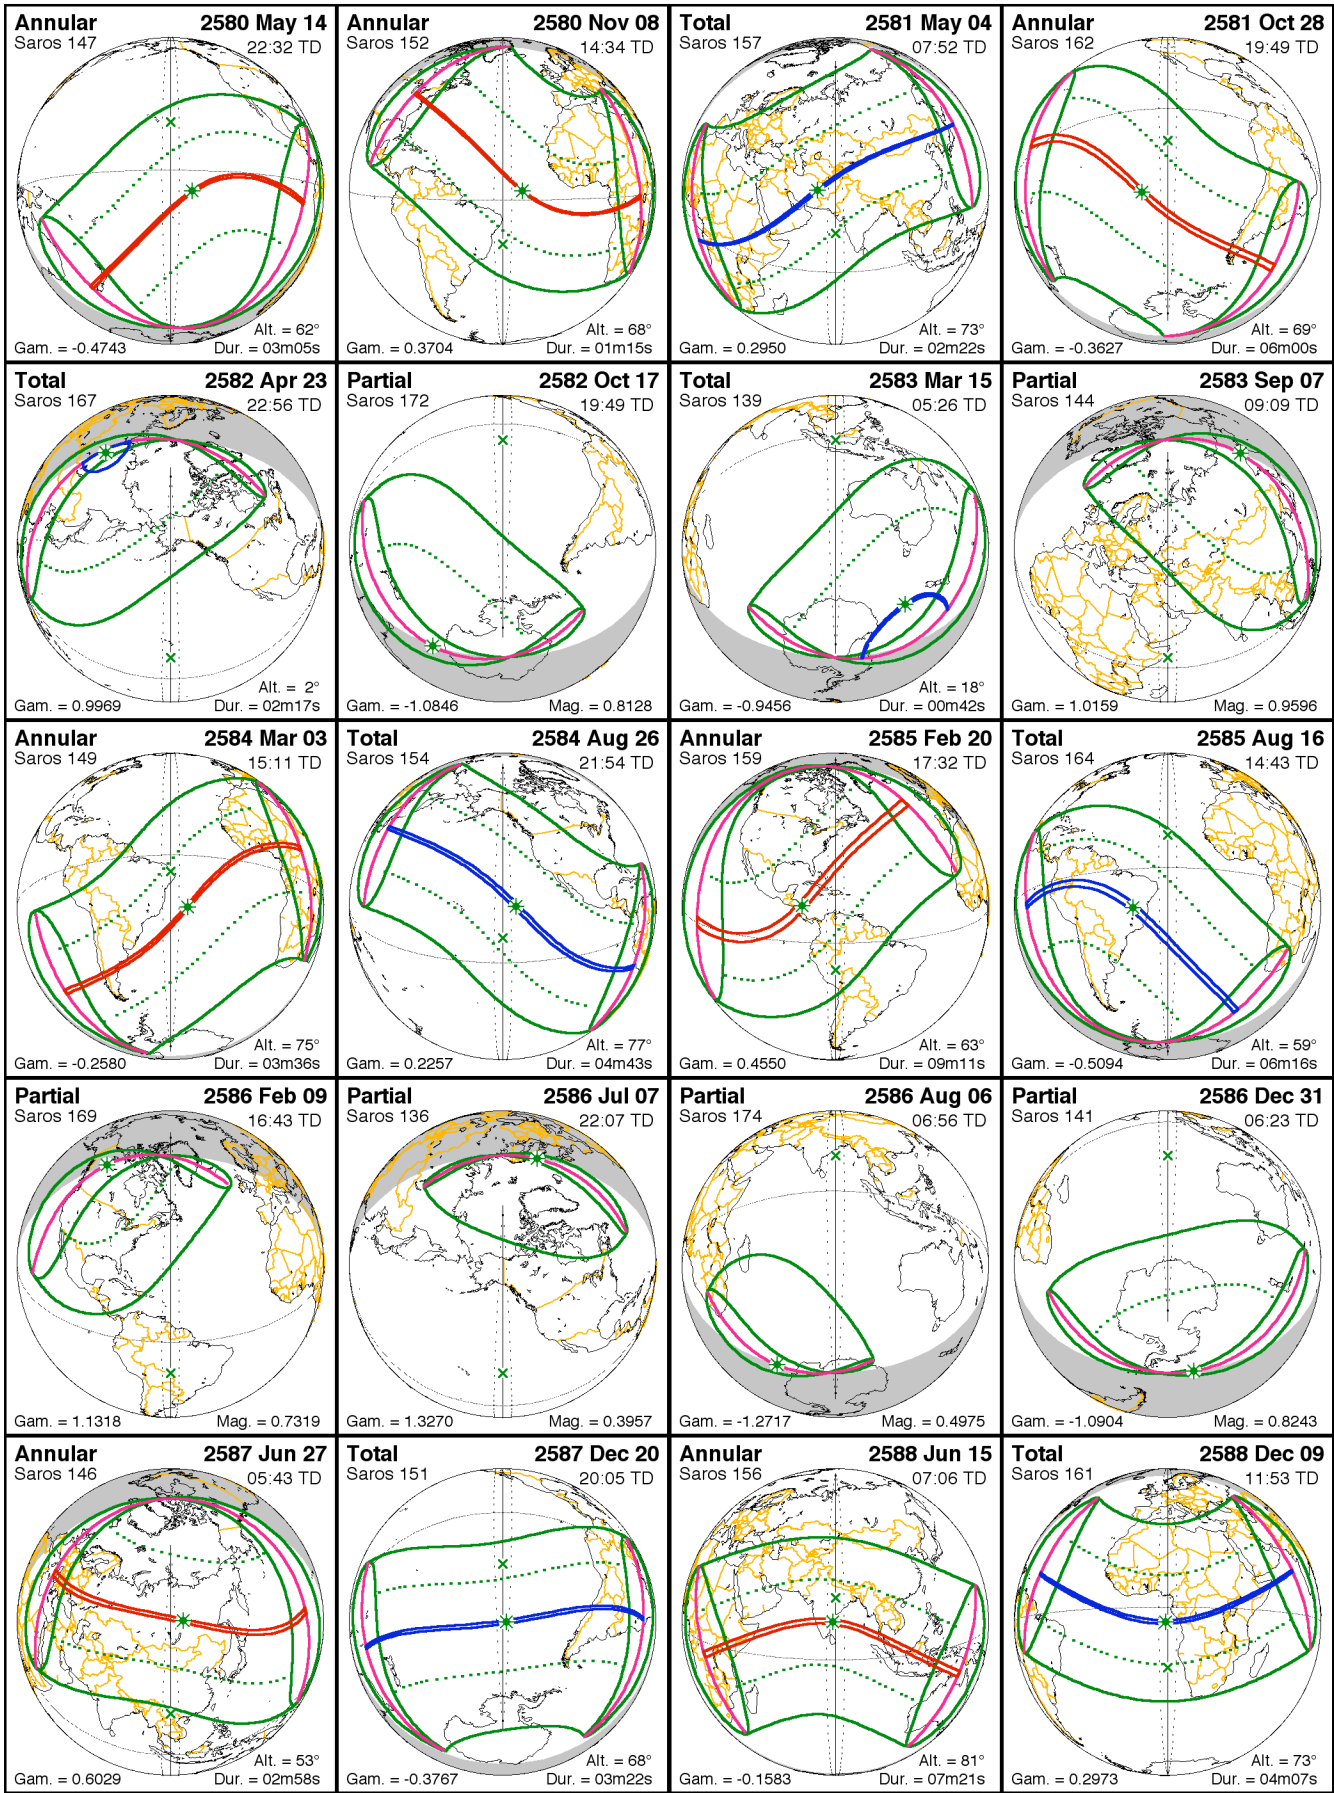 Annular 2580 May 14
Saros 147 22:32 TD
Alt. = 62°
Gam. = -0.4743 Dur. = 03m05s
Annular 2580 Nov 08
Saros 152 14:34 TD
Alt. = 68°
Gam. = 0.3704 Dur. = 01m15s
Total 2581 May 04
Saros 157 07:52 TD
Alt. = 73°
Gam. = 0.2950 Dur. = 02m22s
Annular 2581 Oct 28
Saros 162 19:49 TD
Alt. = 69°
Gam. = -0.3627 Dur. = 06m00s
Total 2582 Apr 23
Saros 167 22:56 TD
Alt. = 2°
Gam. = 0.9969 Dur. = 02m17s
Partial 2582 Oct 17
Saros 172 19:49 TD
Gam. = -1.0846 Mag. = 0.8128
Total 2583 Mar 15
Saros 139 05:26 TD
Alt. = 18°
Gam. = -0.9456 Dur. = 00m42s
Partial 2583 Sep 07
Saros 144 09:09 TD
Gam. = 1.0159 Mag. = 0.9596
Annular 2584 Mar 03
Saros 149 15:11 TD
Alt. = 75°
Gam. = -0.2580 Dur. = 03m36s
Total 2584 Aug 26
Saros 154 21:54 TD
Alt. = 77°
Gam. = 0.2257 Dur. = 04m43s
Annular 2585 Feb 20
Saros 159 17:32 TD
Alt. = 63°
Gam. = 0.4550 Dur. = 09m11s
Total 2585 Aug 16
Saros 164 14:43 TD
Alt. = 59°
Gam. = -0.5094 Dur. = 06m16s
Partial 2586 Feb 09
Saros 169 16:43 TD
Gam. = 1.1318 Mag. = 0.7319
Partial 2586 Jul 07
Saros 136 22:07 TD
Gam. = 1.3270 Mag. = 0.3957
Partial 2586 Aug 06
Saros 174 06:56 TD
Gam. = -1.2717 Mag. = 0.4975
Partial 2586 Dec 31
Saros 141 06:23 TD
Gam. = -1.0904 Mag. = 0.8243
Annular 2587 Jun 27
Saros 146 05:43 TD
Alt. = 53°
Gam. = 0.6029 Dur. = 02m58s
Total 2587 Dec 20
Saros 151 20:05 TD
Alt. = 68°
Gam. = -0.3767 Dur. = 03m22s
Annular 2588 Jun 15
Saros 156 07:06 TD
Alt. = 81°
Gam. = -0.1583 Dur. = 07m21s
Total 2588 Dec 09
Saros 161 11:53 TD
Alt. = 73°
Gam. = 0.2973 Dur. = 04m07s